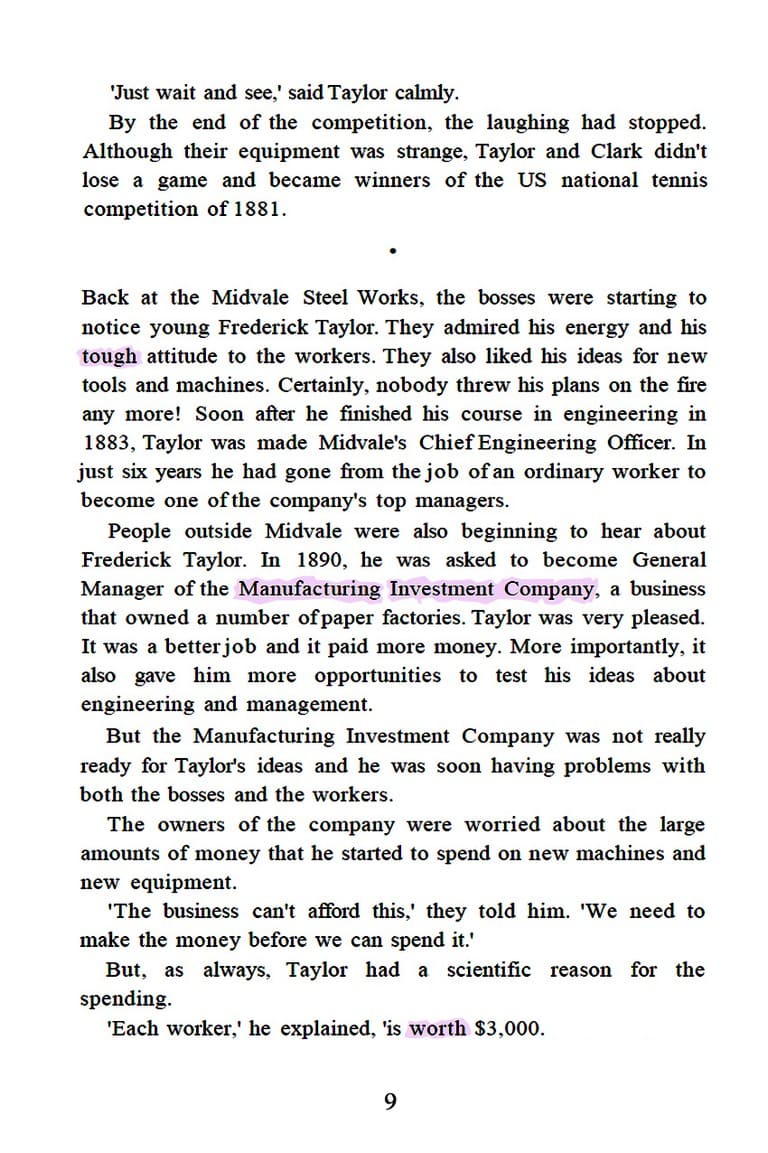 'Just wait and see,' said Taylor calmly.
By the end of the competition, the laughing had stopped.
Although their equipment was strange, Taylor and Clark didn't
lose a game and became winners of the US national tennis
competition of 1881.
•
Back at the Midvale Steel Works, the bosses were starting to
notice young Frederick Taylor. They admired his energy and his
tough attitude to the workers. They also liked his ideas for new
tools and machines. Certainly, nobody threw his plans on the fire
any more! Soon after he finished his course in engineering in
1883, Taylor was made Midvale's Chief Engineering Officer. In
just six years he had gone from the job of an ordinary worker to
become one of the company's top managers.
People outside Midvale were also beginning to hear about
Frederick Taylor. In 1890, he was asked to become General
Manager of the Manufacturing Investment Company, a business
that owned a number of paper factories. Taylor was very pleased.
It was a better job and it paid more money. More importantly, it
also gave him more opportunities to test his ideas about
engineering and management.
But the Manufacturing Investment Company was not really
ready for Taylor's ideas and he was soon having problems with
both the bosses and the workers.
The owners of the company were worried about the large
amounts of money that he started to spend on new machines and
new equipment.
'The business can't afford this,' they told him. 'We need to
make the money before we can spend it.'
But, as always, Taylor had a scientific reason for the
spending.
'Each worker,' he explained, 'is worth $3,000.
9